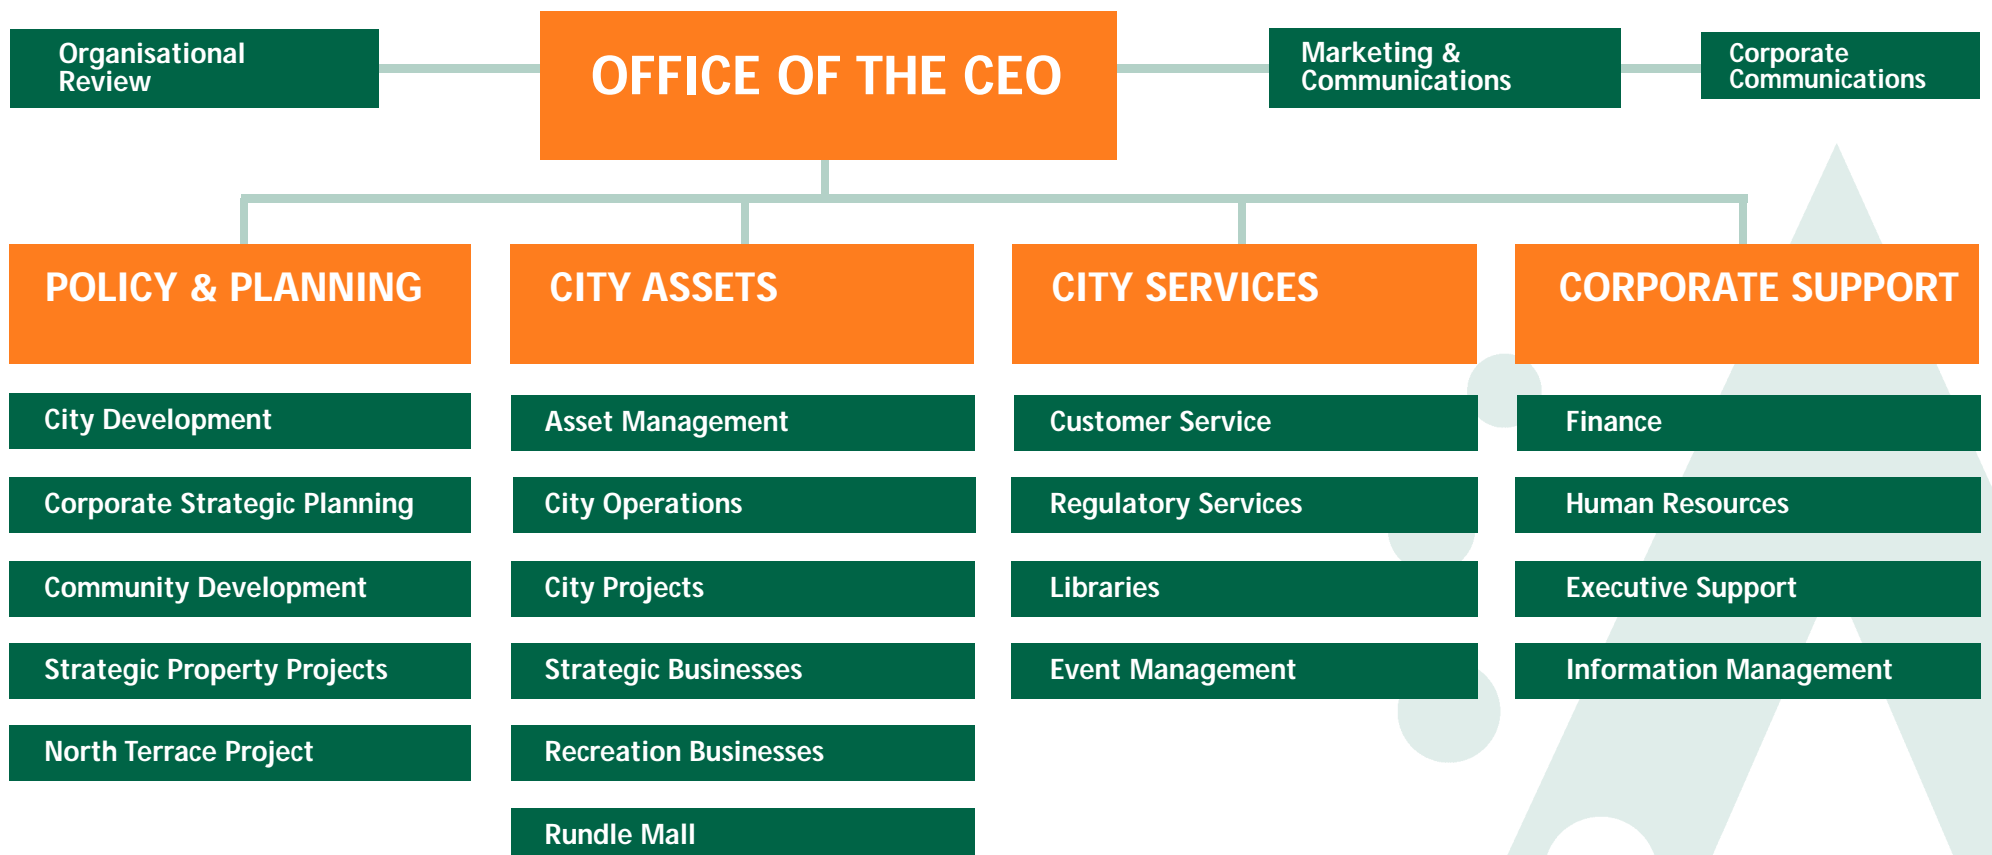 Organisational
Review
OFFICE OF THE CEO
Marketing &
Communications
Corporate
Communications
POLICY & PLANNING
City Development
Corporate Strategic Planning
Community Development
Strategic Property Projects
North Terrace Project
CITY ASSETS
Asset Management
City Operations
City Projects
Strategic Businesses
Recreation Businesses
Rundle Mall
CITY SERVICES
Customer Service
Regulatory Services
Libraries
Event Management
CORPORATE SUPPORT
Finance
Human Resources
Executive Support
Information Management